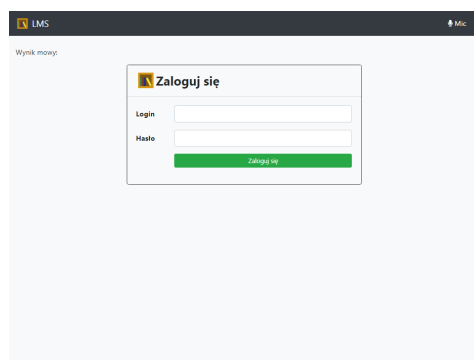 LMS
Mic
Wynik mowy:
Zaloguj się
Login
Hasło
Zaloguj się